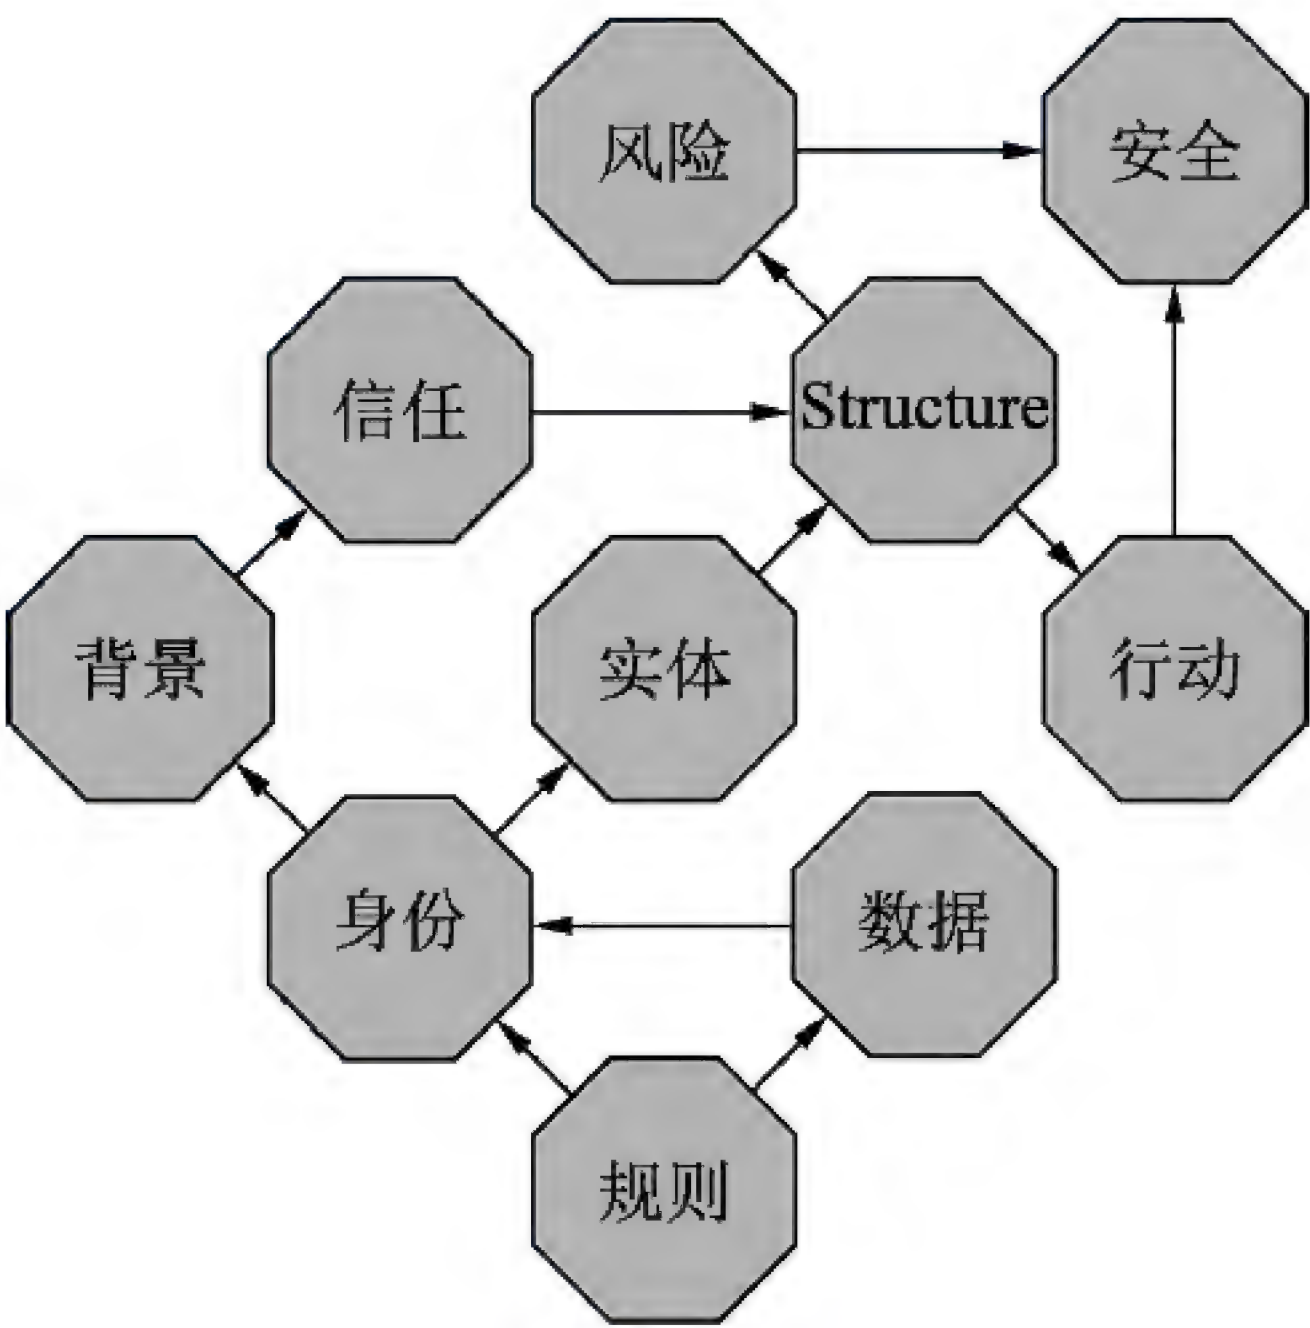 风险
安全
信任
Structure
背景
实体
行动
身份
数据
规则